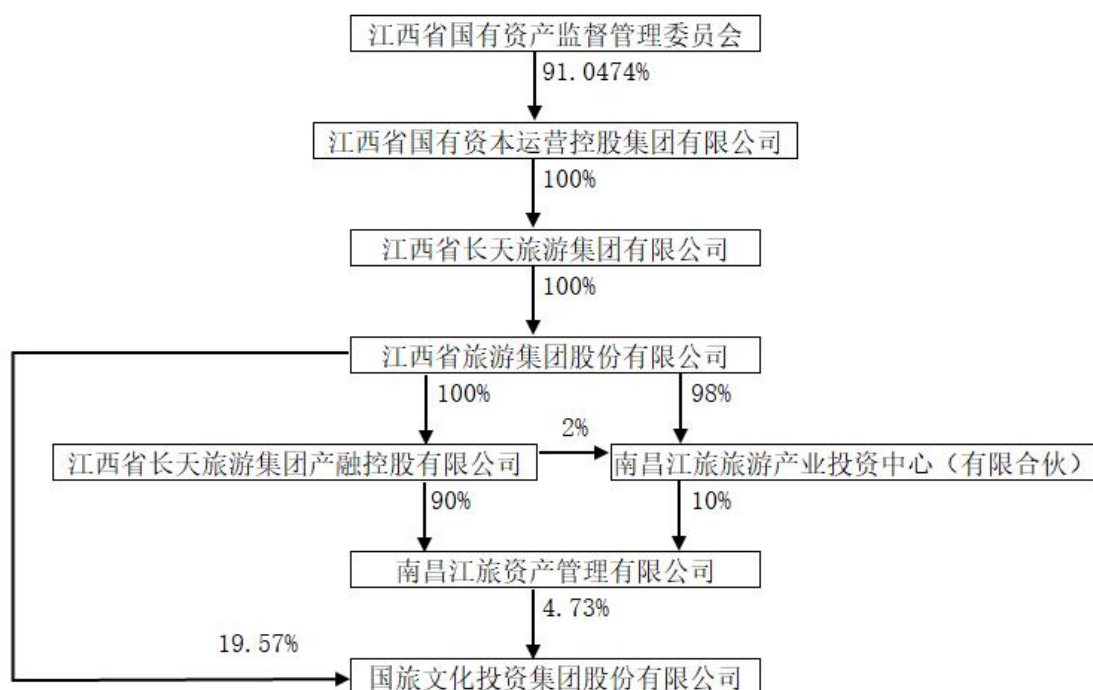 江西省国有资产监督管理委员会
91.0474%
江西省国有资本运营控股集团有限公司
100%
江西省长天旅游集团有限公司
100%
江西省旅游集团股份有限公司
100%
98%
2%
江西省长天旅游集团产融控股有限公司
南昌江旅旅游产业投资中心（有限合伙）
90%
10%
南昌江旅资产管理有限公司
4.73%
19.57%
国旅文化投资集团股份有限公司